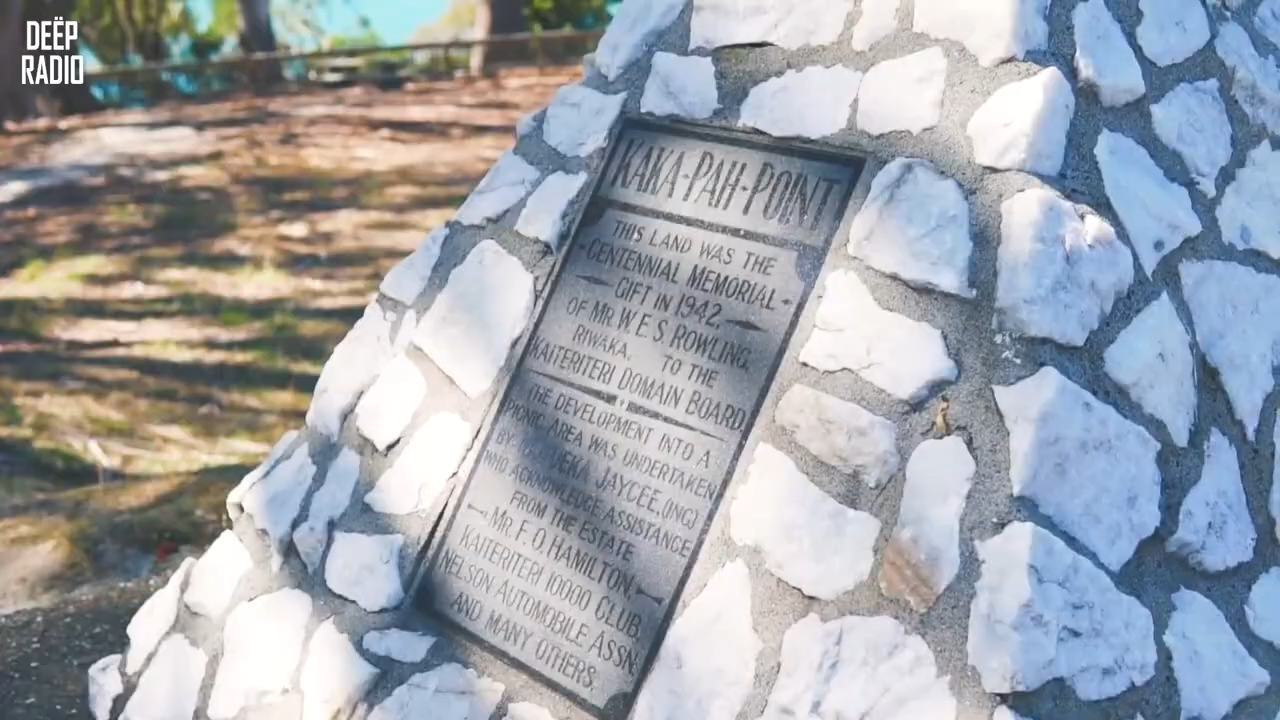 DEËP
RADIO
KAKA-PAH-POINT
THIS LAND WAS THE
CENTENNIAL MEMORIAL
GIFT in 1942.
OF MR. W.E.S. ROWLING,
RIWAKA. TO THE
KAITERITERI DOMAIN BOARD
THE DEVELOPMENT INTO A
PICNIC AREA WAS UNDERTAKEN
BY JAYCEE.(INC)
WHO ACKNOWLEDGE ASSISTANCE
FROM THE ESTATE
MR. F.O. HAMILTON.
KAITERITERI 10000 CLUB.
NELSON AUTOMOBILE ASSN
AND MANY OTHERS.